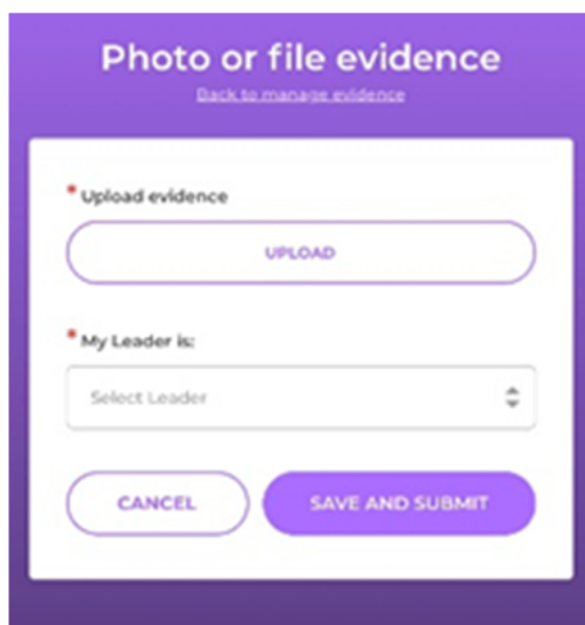 Photo or file evidence
Back to manage evidence
* Upload evidence
UPLOAD
* My Leader is:
Select Leader
CANCEL SAVE AND SUBMIT